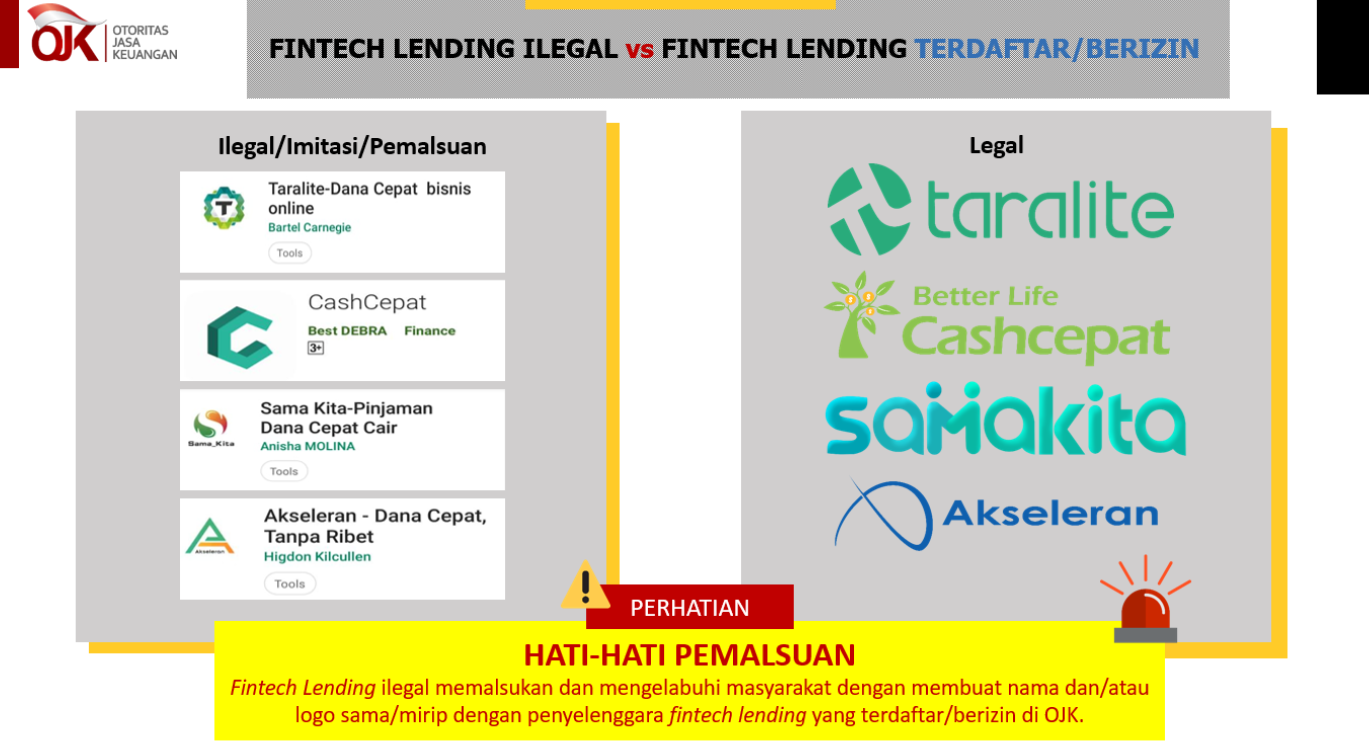 OJK
OTORITAS
JASA
KEUANGAN
FINTECH LENDING ILEGAL vs FINTECH LENDING TERDAFTAR/BERIZIN
Ilegal/Imitasi/Pemalsuan
T
Taralite-Dana Cepat bisnis
online
Bartel Carnegie
Tools
CashCepat
Best DEBRA Finance
3+
Sama_Kita
Sama Kita-Pinjaman
Dana Cepat Cair
Anisha MOLINA
Tools
Akseleran
Akseleran - Dana Cepat,
Tanpa Ribet
Higdon Kilcullen
Tools
Legal
taralite
Better Life
Cashcepat
samakita
Akseleran
PERHATIAN
HATI-HATI PEMALSUAN
Fintech Lending ilegal memalsukan dan mengelabuhi masyarakat dengan membuat nama dan/atau
logo sama/mirip dengan penyelenggara fintech lending yang terdaftar/berizin di OJK.